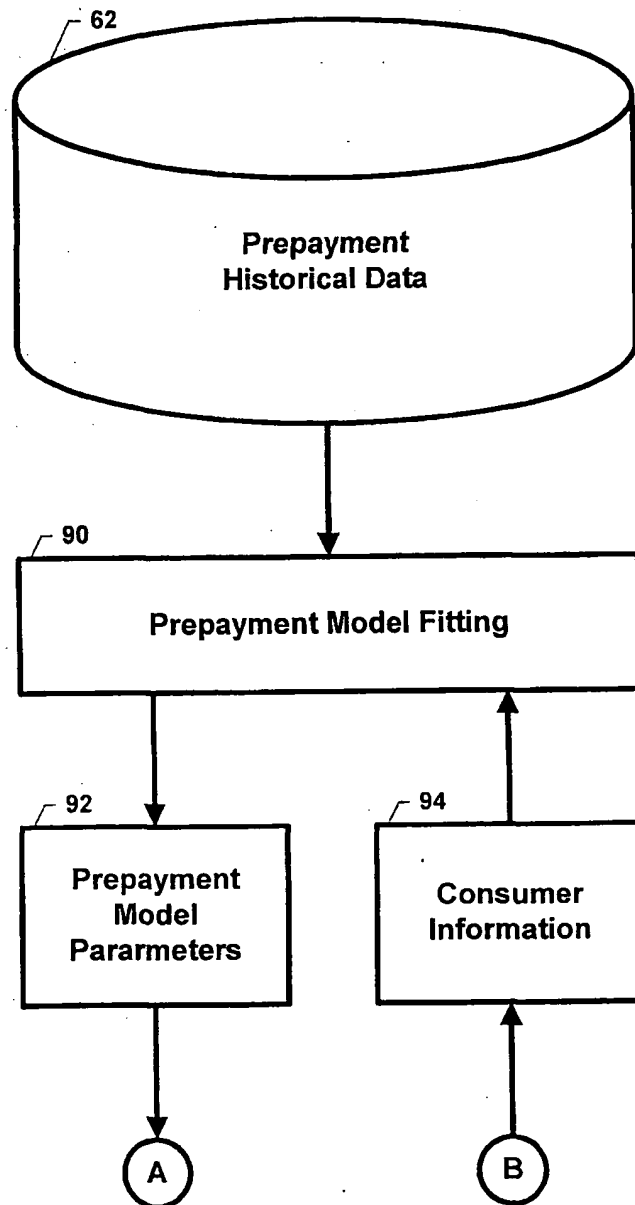 62
Prepayment
Historical Data
90
Prepayment Model Fitting
92
Prepayment
Model
Pararmeters
94
Consumer
Information
A
B